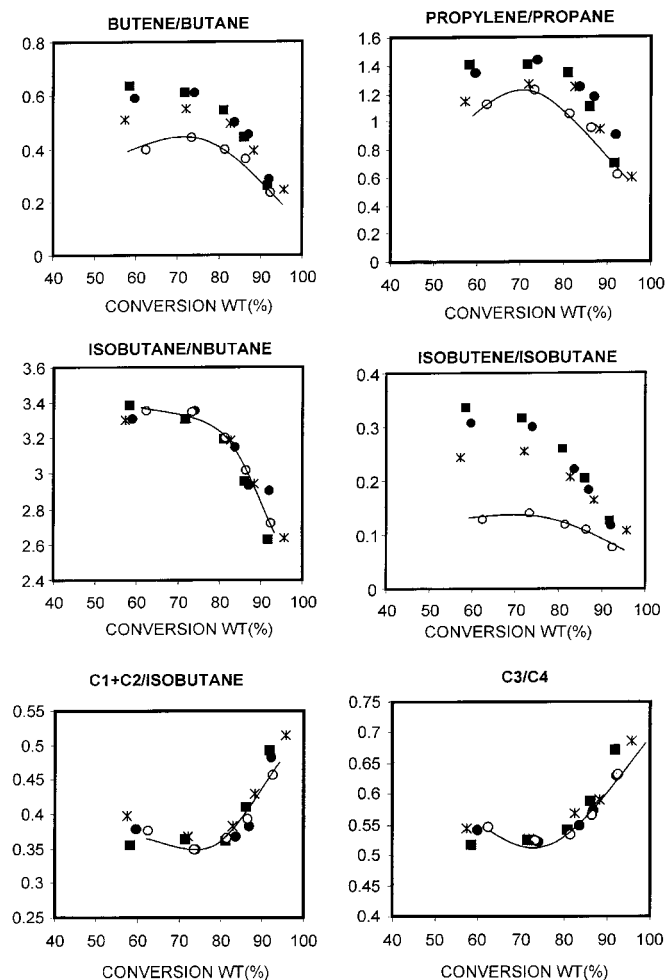 BUTENE/BUTANE
0.8
0.6
0.4
0.2
0
40 50 60 70 80 90 100
CONVERSION WT(%)
PROPYLENE/PROPANE
1.6
1.4
1.2
1
0.8
0.6
0.4
0.2
0
40 50 60 70 80 90 100
CONVERSION WT(%)
ISOBUTANE/NBUTANE
3.6
3.4
3.2
3
2.8
2.6
2.4
40 50 60 70 80 90 100
CONVERSION WT(%)
ISOBUTENE/ISOBUTANE
0.4
0.3
0.2
0.1
0
40 50 60 70 80 90 100
CONVERSION WT(%)
C1+C2/ISOBUTANE
0.55
0.5
0.45
0.4
0.35
0.3
0.25
40 50 60 70 80 90 100
CONVERSION WT(%)
C3/C4
0.75
0.7
0.65
0.6
0.55
0.5
0.45
0.4
40 50 60 70 80 90 100
CONVERSION WT(%)